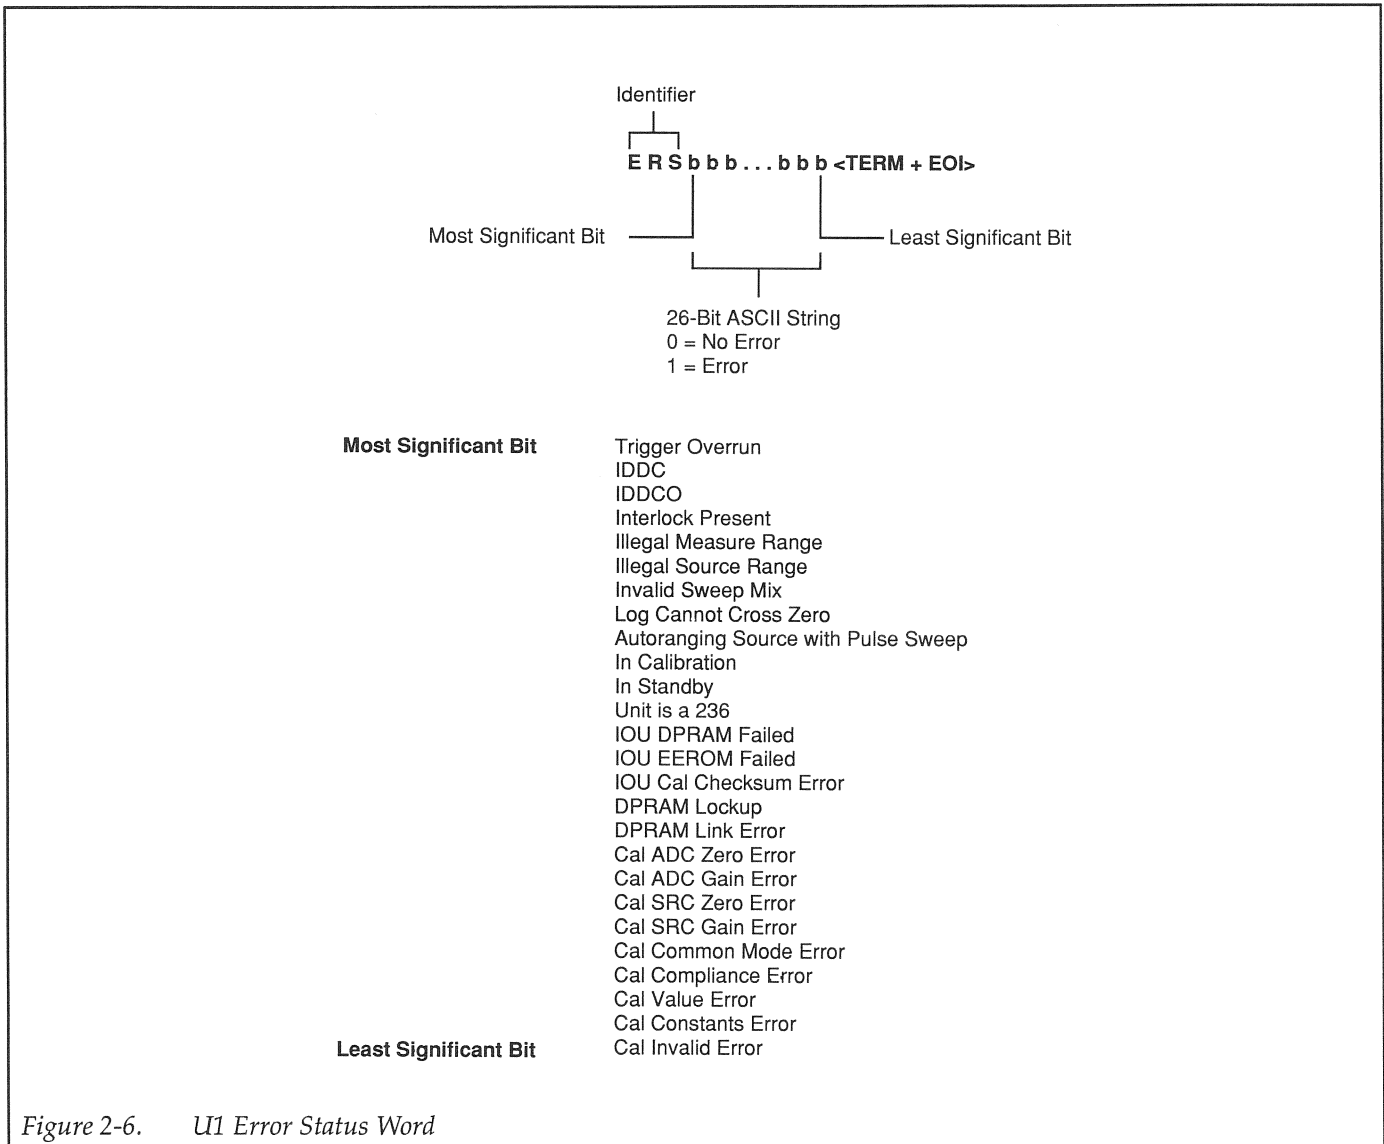 Identifier
E R S b b b . . . b b b <TERM + EOI>
Most Significant Bit
Least Significant Bit
26-Bit ASCII String
0 = No Error
1 = Error
Most Significant Bit Trigger Overrun
IDDC
IDDCO
Interlock Present
Illegal Measure Range
Illegal Source Range
Invalid Sweep Mix
Log Cannot Cross Zero
Autoranging Source with Pulse Sweep
In Calibration
In Standby
Unit is a 236
IOU DPRAM Failed
IOU EEROM Failed
IOU Cal Checksum Error
DPRAM Lockup
DPRAM Link Error
Cal ADC Zero Error
Cal ADC Gain Error
Cal SRC Zero Error
Cal SRC Gain Error
Cal Common Mode Error
Cal Compliance Error
Cal Value Error
Cal Constants Error
Least Significant Bit Cal Invalid Error
Figure 2-6. U1 Error Status Word